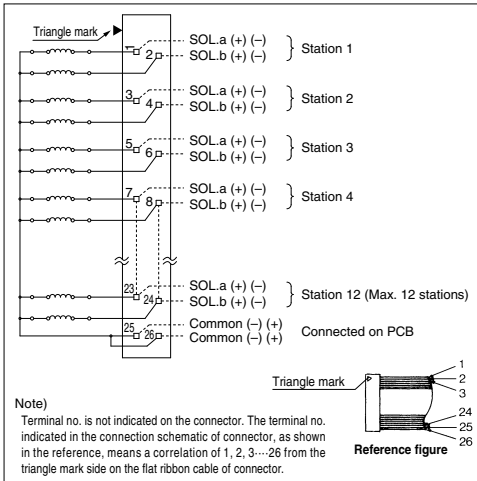 Triangle mark
1 SOL.a (+) (–)
2 SOL.b (+) (–)
Station 1
3 SOL.a (+) (–)
4 SOL.b (+) (–)
Station 2
5 SOL.a (+) (–)
6 SOL.b (+) (–)
Station 3
7 SOL.a (+) (–)
8 SOL.b (+) (–)
Station 4
23 SOL.a (+) (–)
24 SOL.b (+) (–)
Station 12 (Max. 12 stations)
25 Common (–) (+)
26 Common (–) (+)
Connected on PCB
Triangle mark
1
2
3
24
25
26
Reference figure
Note)
Terminal no. is not indicated on the connector. The terminal no.
indicated in the connection schematic of connector, as shown
in the reference, means a correlation of 1, 2, 3····26 from the
triangle mark side on the flat ribbon cable of connector.